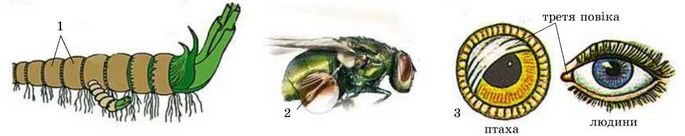 1
2
третя повіка
3
птаха
людини